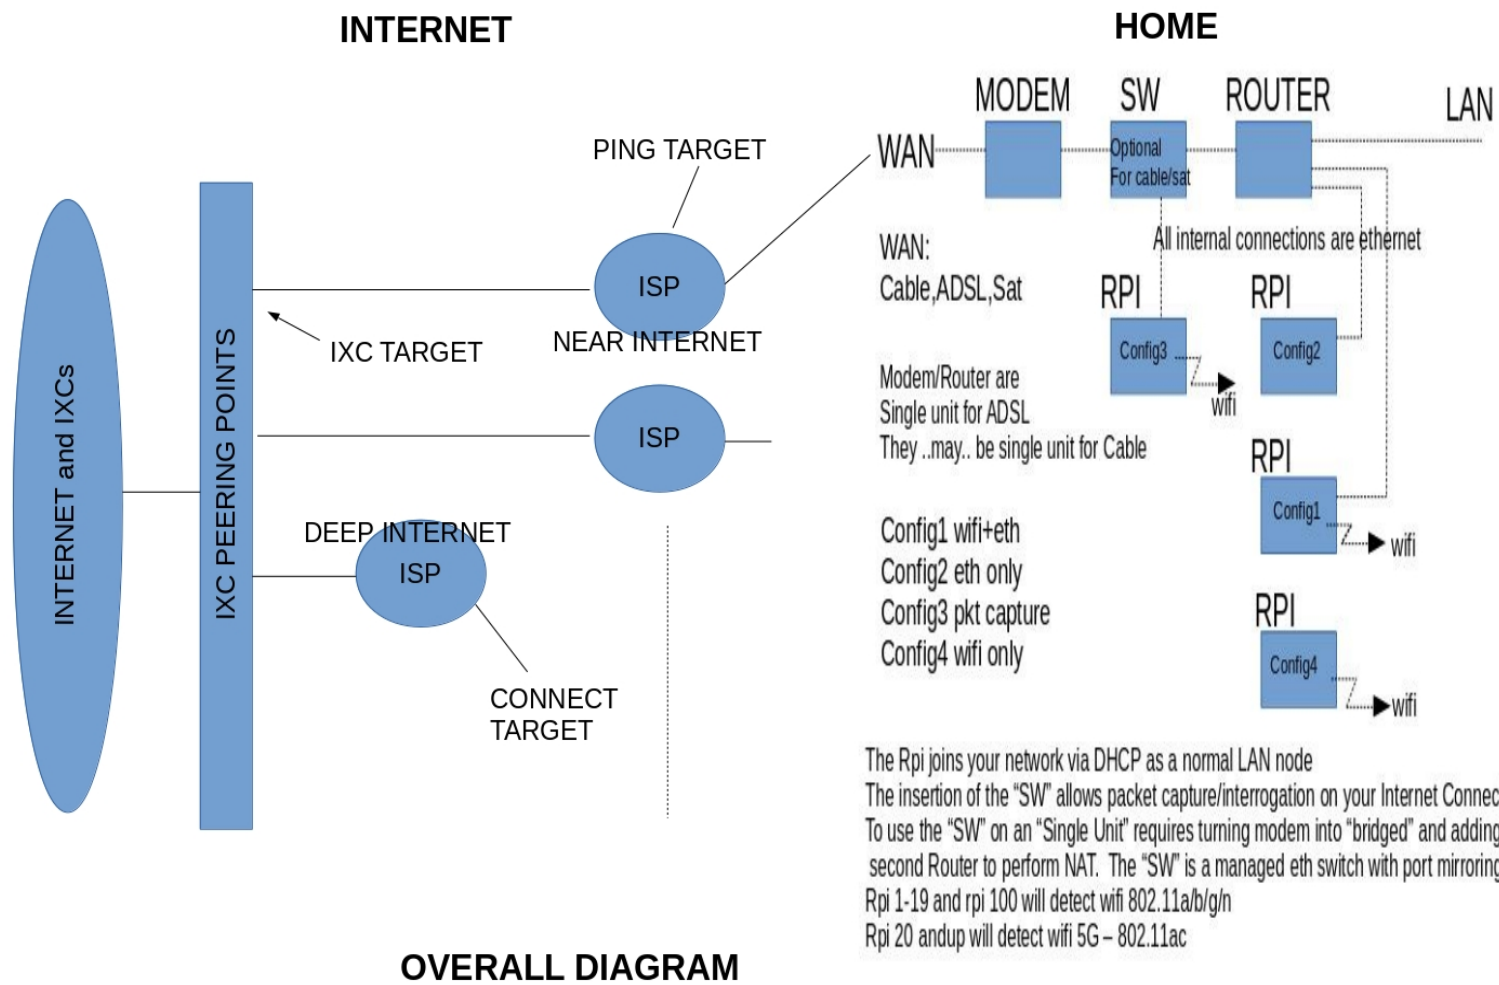 INTERNET
HOME
MODEM
SW
ROUTER
LAN
PING TARGET
WAN
Optional
For cable/sat
ISP
NEAR INTERNET
IXC TARGET
INTERNET and IXCs
IXC PEERING POINTS
ISP
DEEP INTERNET
ISP
CONNECT
TARGET
All internal connections are ethernet
WAN:
Cable,ADSL,Sat
RPI
RPI
Config3
Config2
wifi
Modem/Router are
Single unit for ADSL
They ..may.. be single unit for Cable
RPI
Config1
wifi
Config1 wifi+eth
Config2 eth only
Config3 pkt capture
Config4 wifi only
RPI
Config4
wifi
The Rpi joins your network via DHCP as a normal LAN node
The insertion of the “SW” allows packet capture/interrogation on your Internet Connec
To use the “SW” on an “Single Unit” requires turning modem into “bridged” and adding
second Router to perform NAT. The “SW” is a managed eth switch with port mirroring
Rpi 1-19 and rpi 100 will detect wifi 802.11a/b/g/n
Rpi 20 andup will detect wifi 5G – 802.11ac
OVERALL DIAGRAM